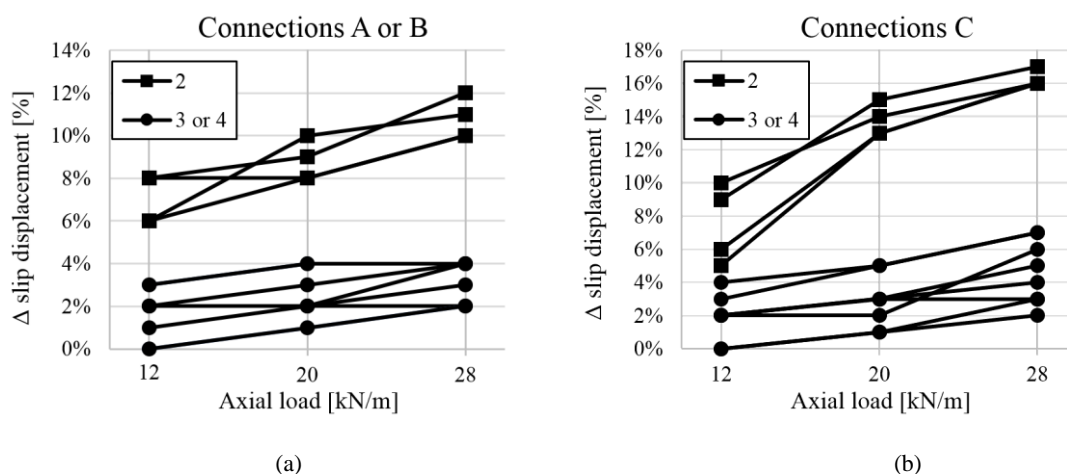 Connections A or B
Δ slip displacement [%]
14%
12%
10%
8%
6%
4%
2%
0%
2
3 or 4
12
20
28
Axial load [kN/m]
(a)
Connections C
Δ slip displacement [%]
18%
16%
14%
12%
10%
8%
6%
4%
2%
0%
2
3 or 4
12
20
28
Axial load [kN/m]
(b)